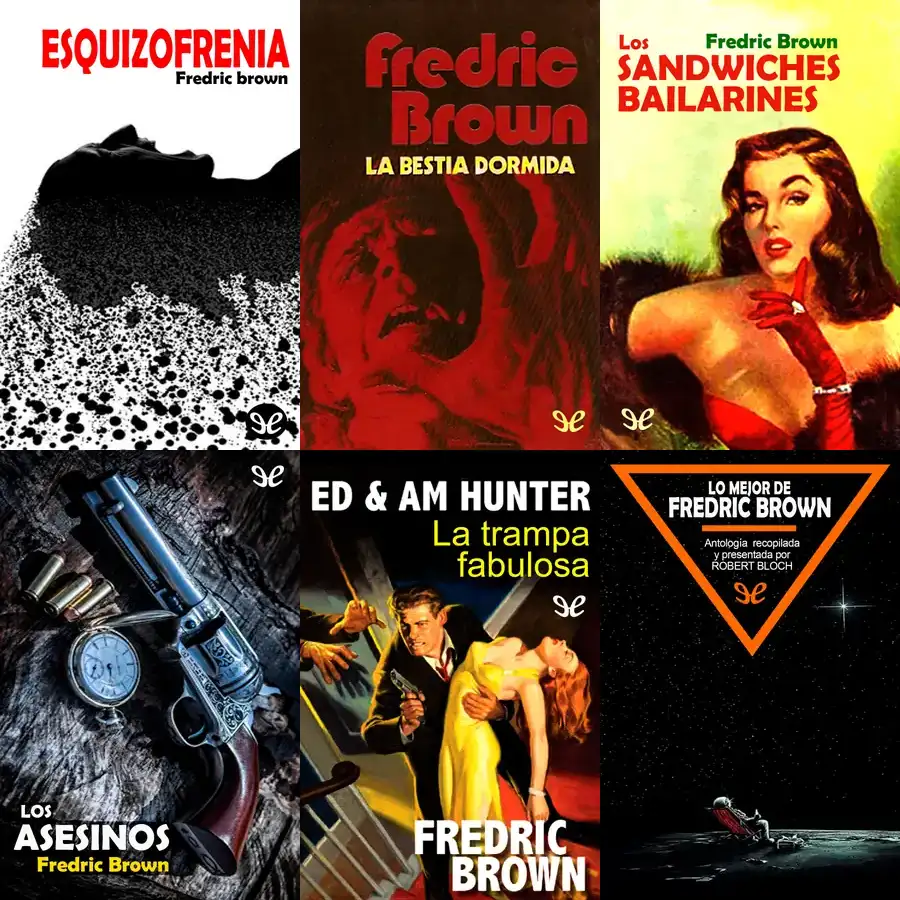 ESQUIZOFRENIA
Fredric brown
Fredric
Brown
LA BESTIA DORMIDA
Los
Fredric Brown
SANDWICHES
BAILARINES
LOS
ASESINOS
Fredric Brown
ED & AM HUNTER
La trampa
fabulosa
FREDRIC
BROWN
LO MEJOR DE
FREDRIC BROWN
Antología recopilada
y presentada por
ROBERT BLOCH